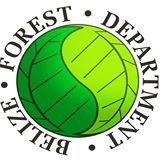 BELIZE • FOREST • DEPARTMENT •